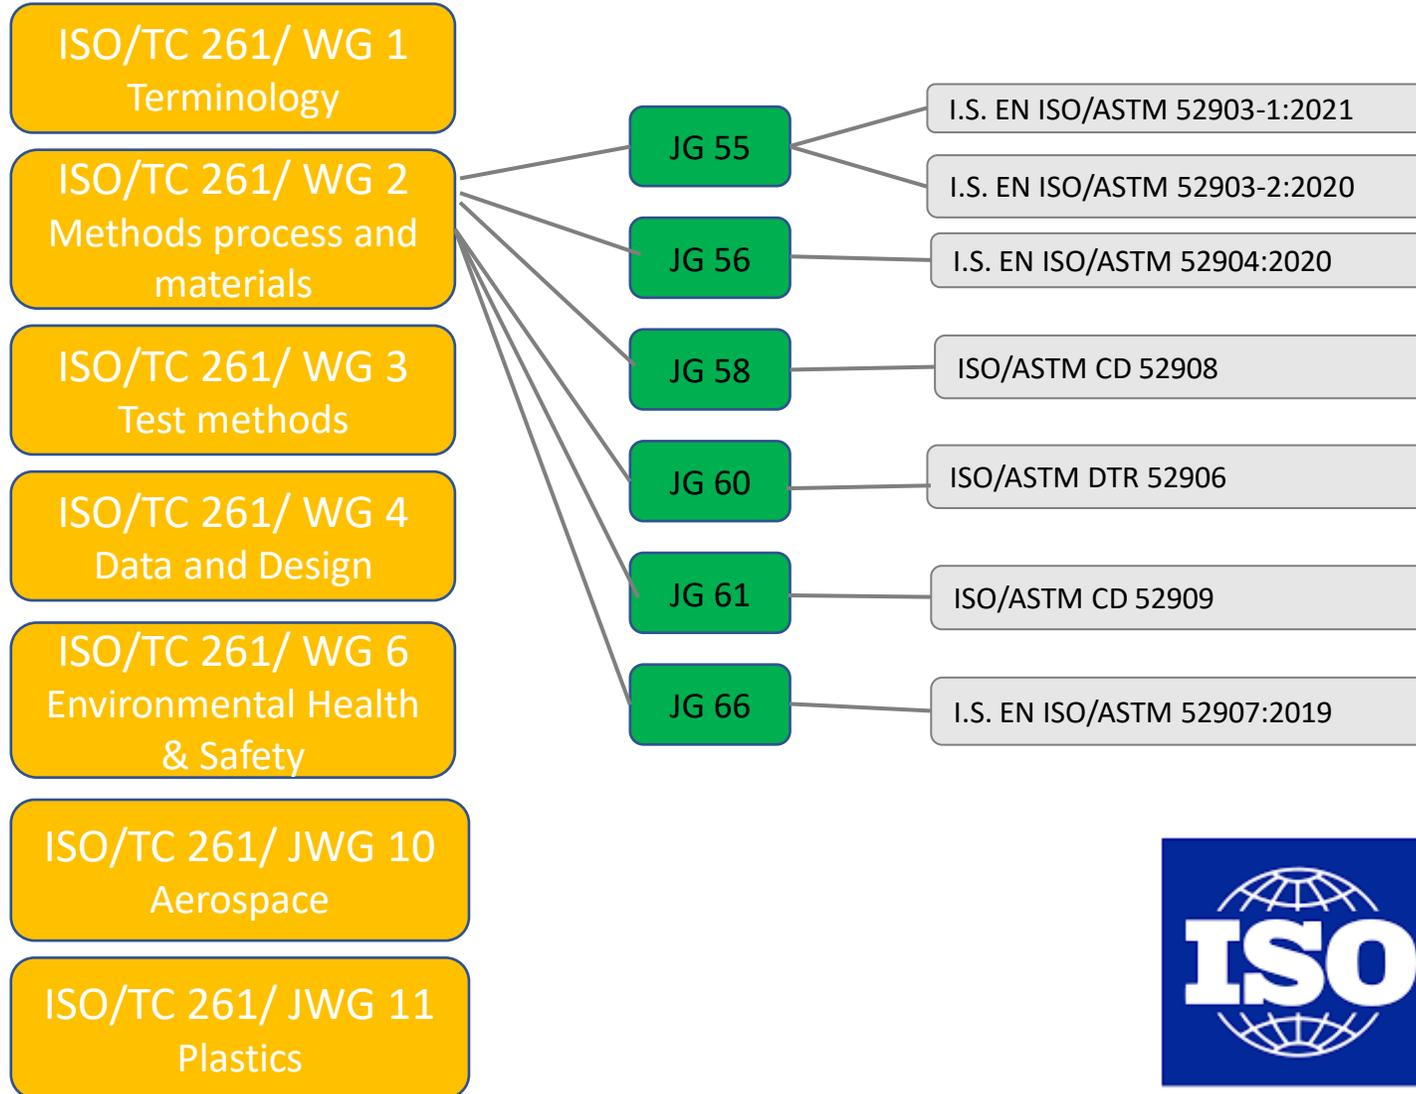 ISO/TC 261/ WG 1
Terminology
ISO/TC 261/ WG 2
Methods process and
materials
ISO/TC 261/ WG 3
Test methods
ISO/TC 261/ WG 4
Data and Design
ISO/TC 261/ WG 6
Environmental Health
& Safety
ISO/TC 261/ JWG 10
Aerospace
ISO/TC 261/ JWG 11
Plastics
JG 55
JG 56
JG 58
JG 60
JG 61
JG 66
I.S. EN ISO/ASTM 52903-1:2021
I.S. EN ISO/ASTM 52903-2:2020
I.S. EN ISO/ASTM 52904:2020
ISO/ASTM CD 52908
ISO/ASTM DTR 52906
ISO/ASTM CD 52909
I.S. EN ISO/ASTM 52907:2019
ISO